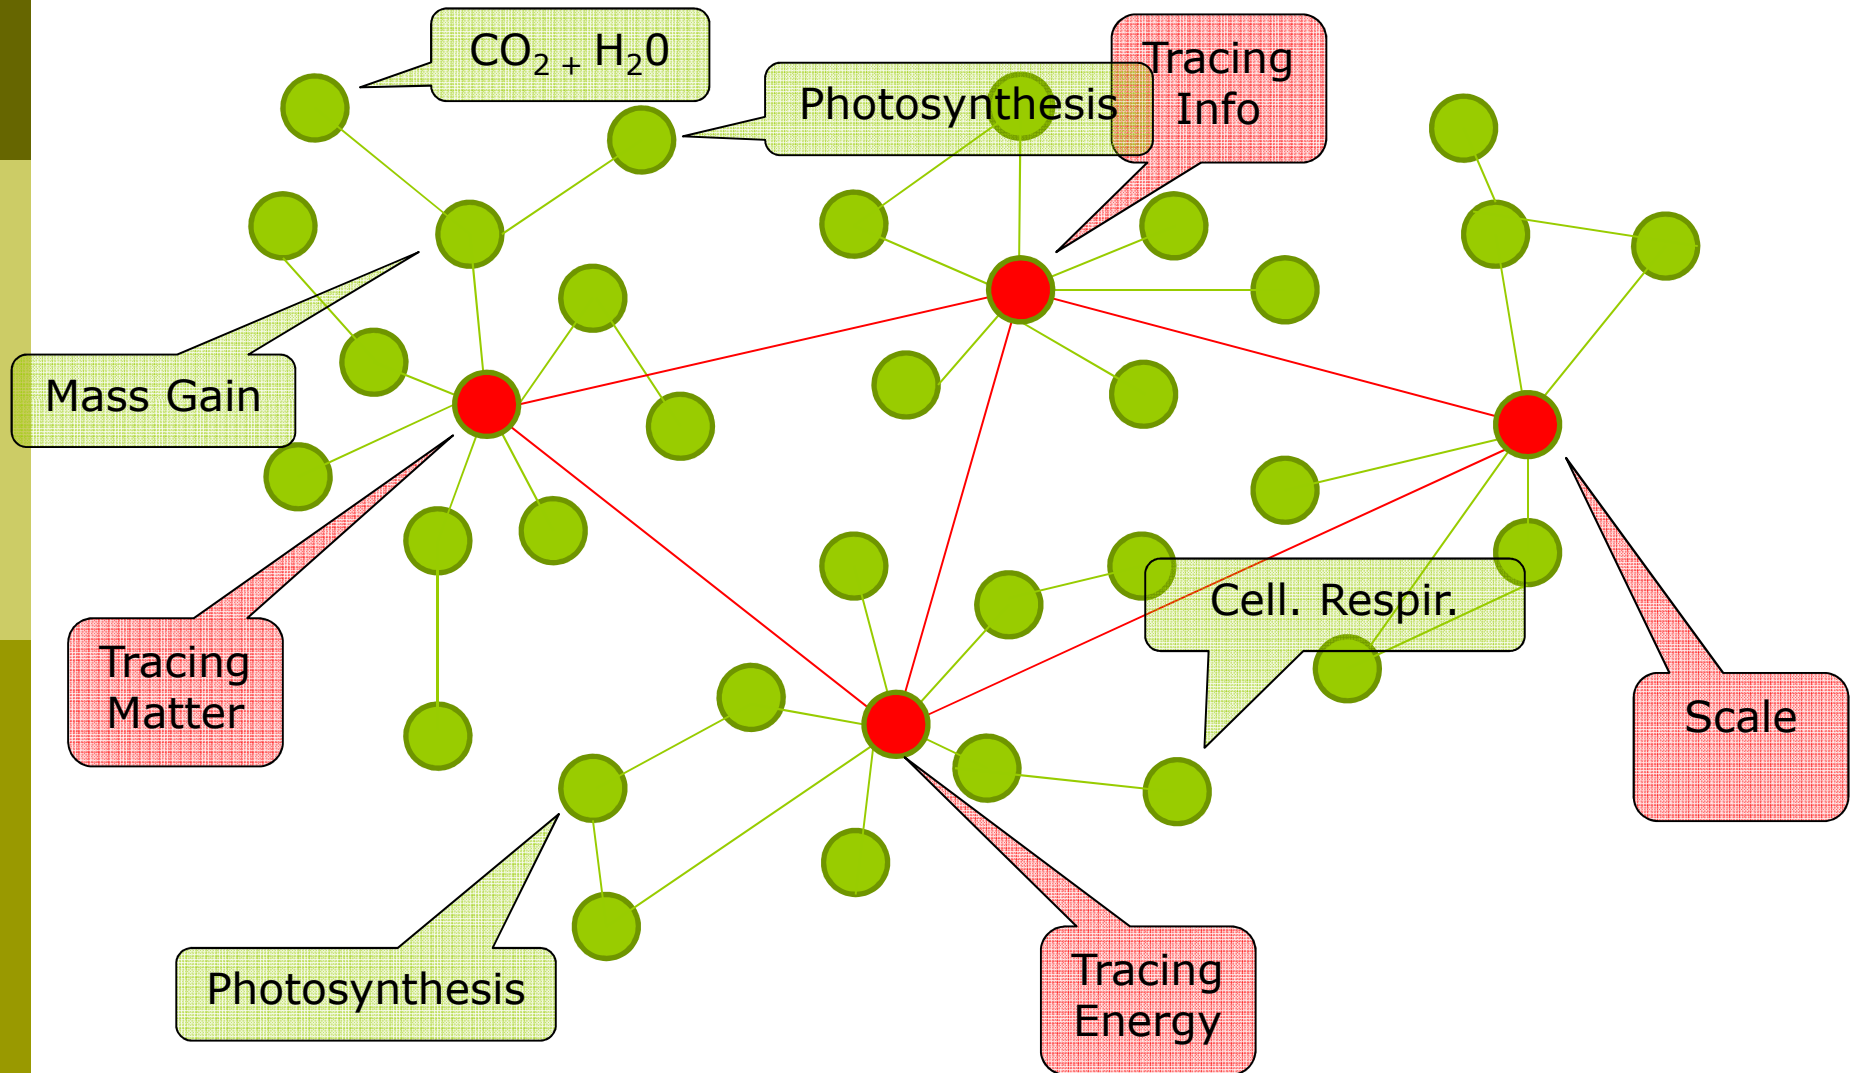 CO₂ + H₂0
Photosynthesis
Tracing
Info
Mass Gain
Cell. Respir.
Tracing
Matter
Scale
Photosynthesis
Tracing
Energy